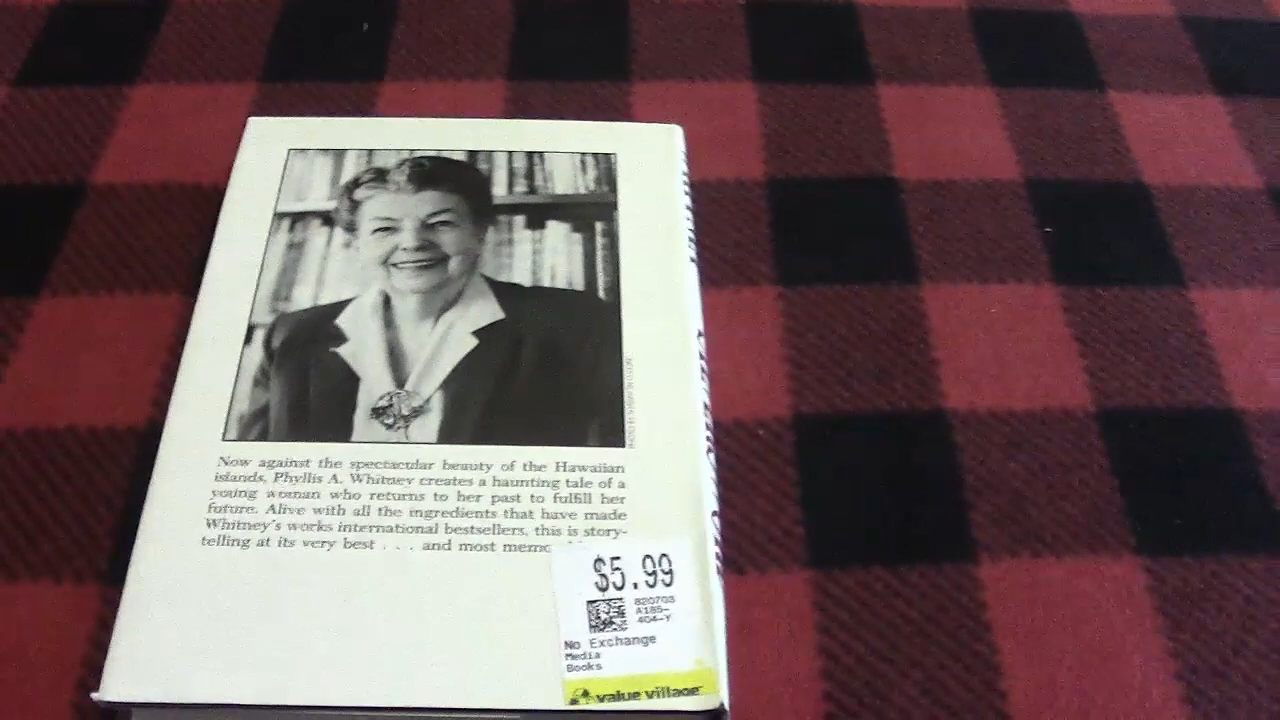 Now against the spectacular beauty of the Hawaiian
islands, Phyllis A. Whitney creates a haunting tale of a
young woman who returns to her past to fulfill her
future. Alive with all the ingredients that have made
Whitney's works international bestsellers, this is story-
telling at its very best . . . and most memo
$5.99
820703
A185-
404-Y
No Exchange
Media
Books
value village